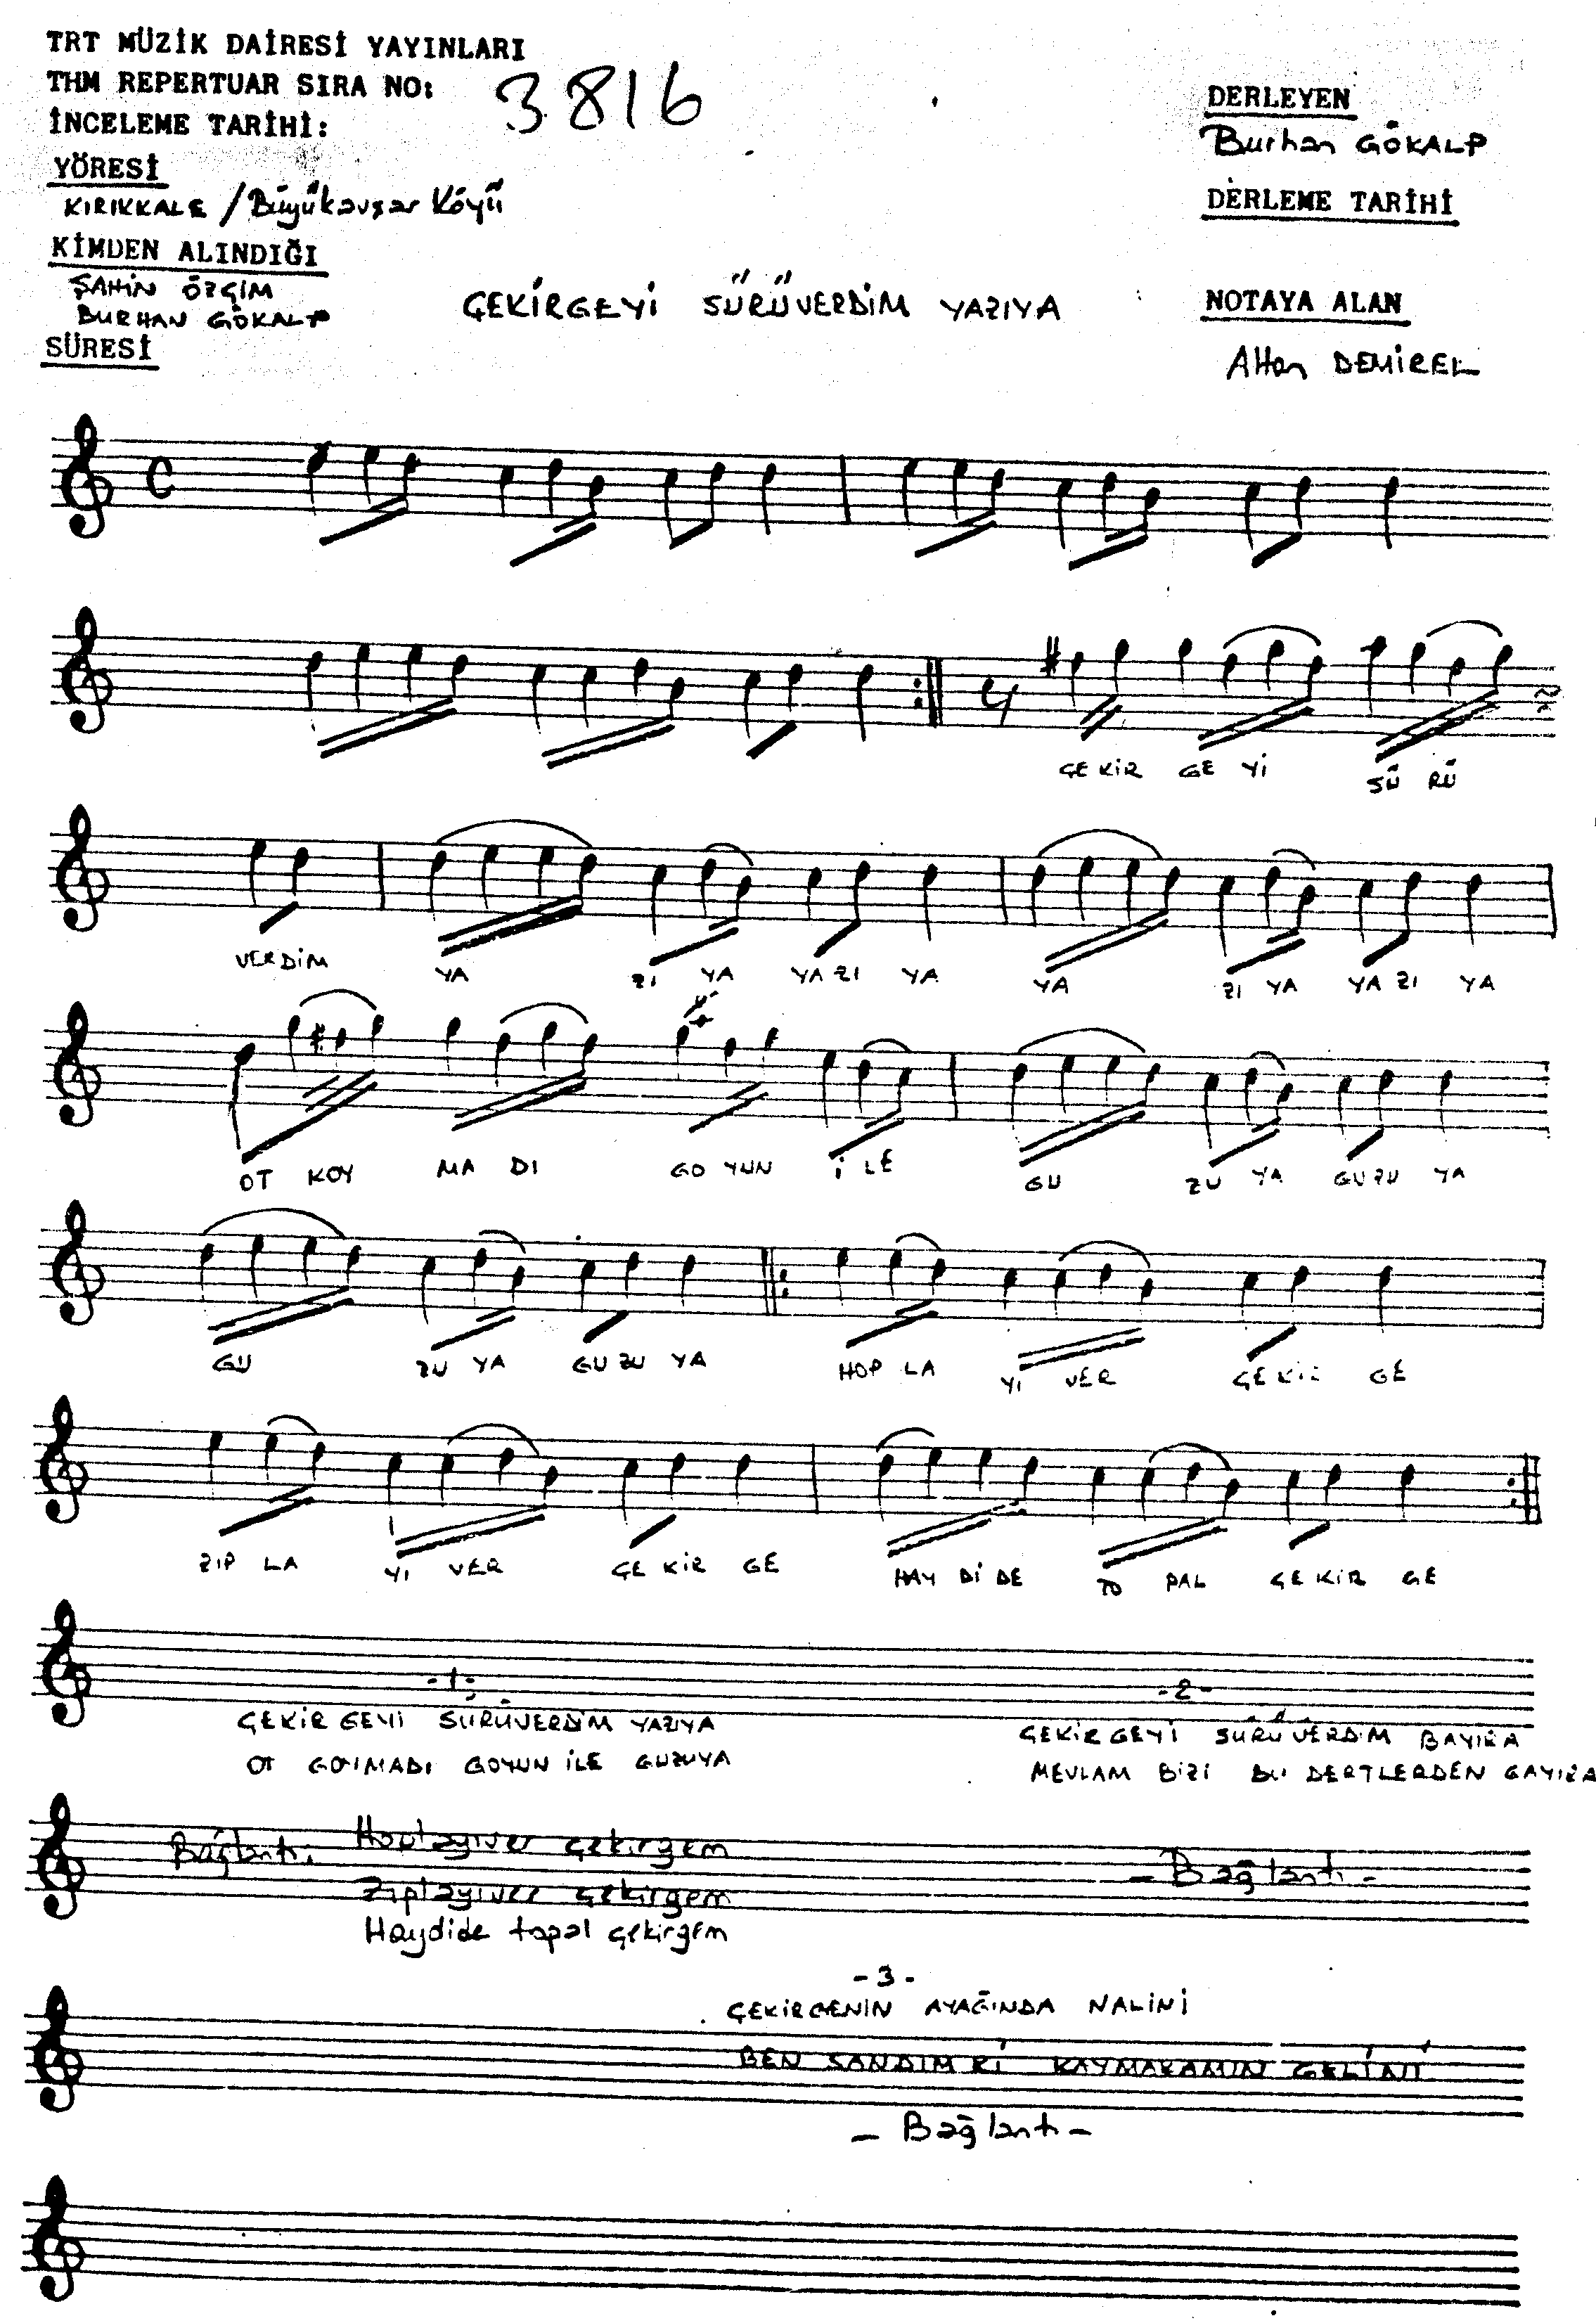 TRT MÜZİK DAİRESİ YAYINLARI
THM REPERTUAR SIRA NO: 3816
İNCELEME TARİHİ:
YÖRESİ
KIRIKKALE / Büyükavşar Köyü
KİMDEN ALINDIĞI
ŞAHİN ÖZÇİM
BURHAN GÖKALP
SÜRESİ
DERLEYEN
Burhan GÖKALP
DERLEME TARİHİ
NOTAYA ALAN
Altan DEMİREL
ÇEKİRGEYİ SÜRÜVERDİM YAZIYA
ÇE KİR GE Yİ SÜ RÜ
VERDİM YA ZI YA YA ZI YA YA ZI YA YA ZI YA
OT KOY MA DI GO YUN İ LE GU ZU YA GU ZU YA
GU ZU YA GU ZU YA HOP LA YI VER ÇE KİR GE
ZIP LA YI VER ÇE KİR GE HAY Dİ DE TO PAL ÇE KİR GE
-1-
ÇEKİRGEYİ SÜRÜVERDİM YAZIYA
OT GOYMADI GOYUN İLE GUZUYA
Bağlantı: Hoplayıver çekirgem
Zıplayıver çekirgem
Haydide topal çekirgem
-2-
ÇEKİRGEYİ SÜRÜVERDİM BAYIRA
MEVLAM BİZİ BU DERTLERDEN GAYIRA
- Bağlantı -
-3-
ÇEKİRGENİN AYAĞINDA NALİNİ
BEN SANDIM Kİ KAYMAKAMIN GELİNİ
- Bağlantı -